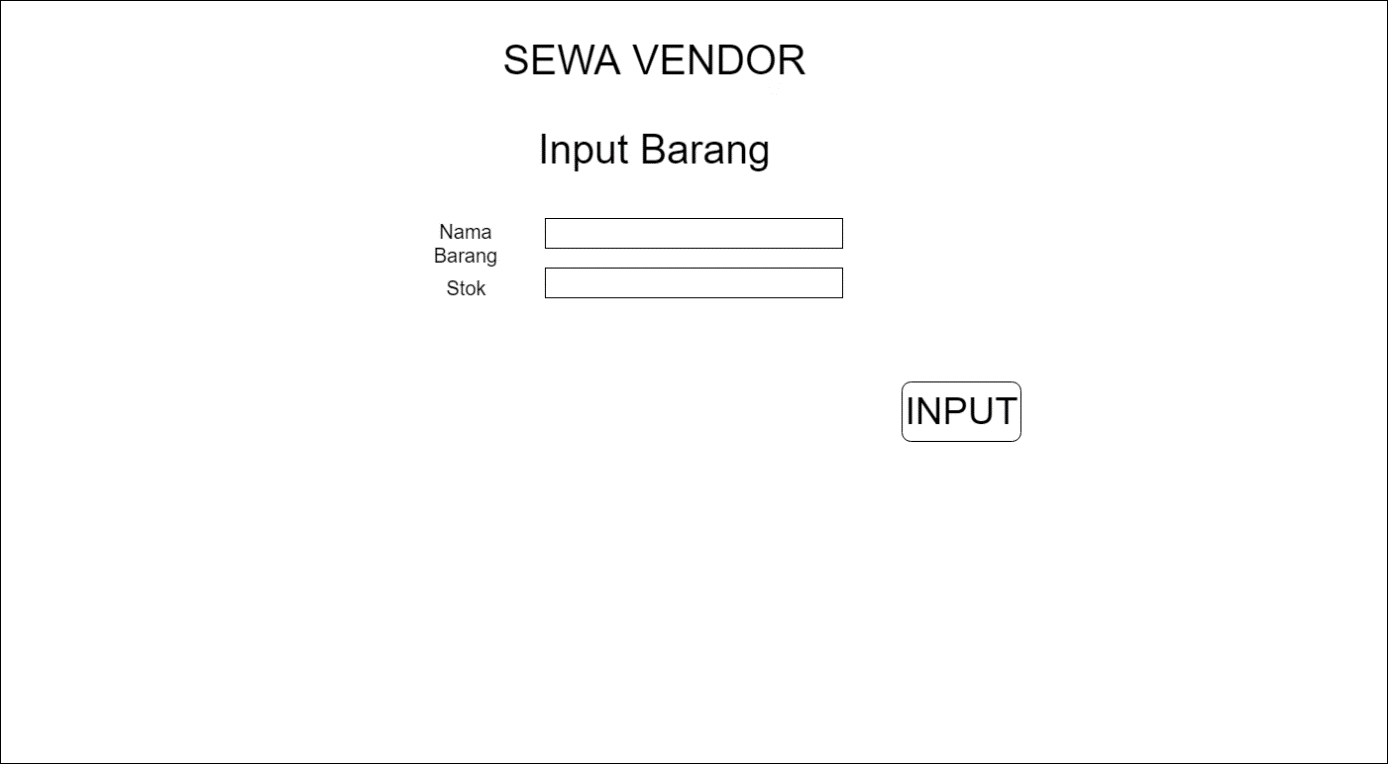 SEWA VENDOR
Input Barang
Nama
Barang
Stok
INPUT